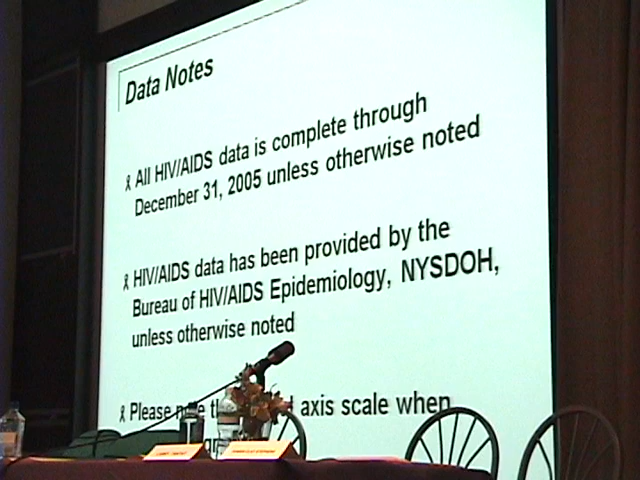 Data Notes
All HIV/AIDS data is complete through
December 31, 2005 unless otherwise noted
HIV/AIDS data has been provided by the
Bureau of HIV/AIDS Epidemiology, NYSDOH,
unless otherwise noted
Please axis scale when